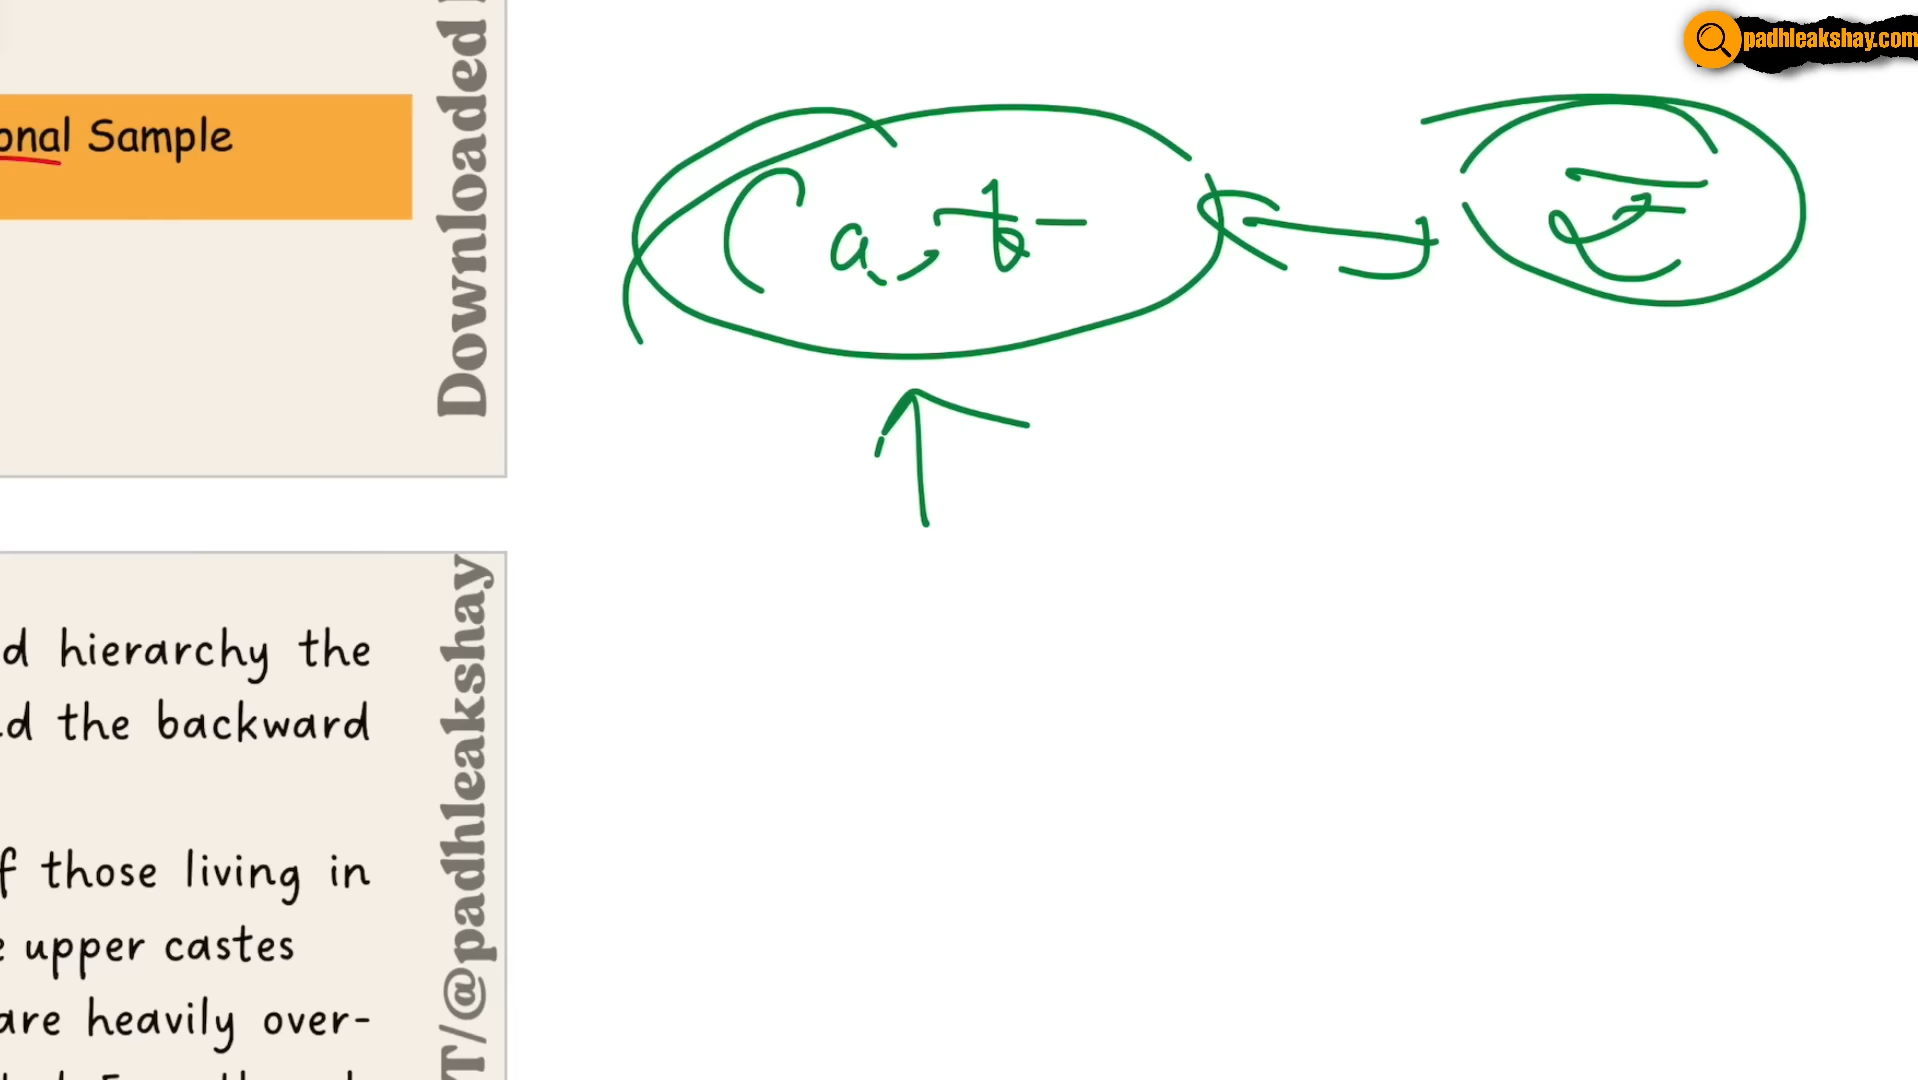 padhleakshay.com
onal Sample
Downloaded
d hierarchy the
d the backward
f those living in
e upper castes
are heavily over-
T/@padhleakshay